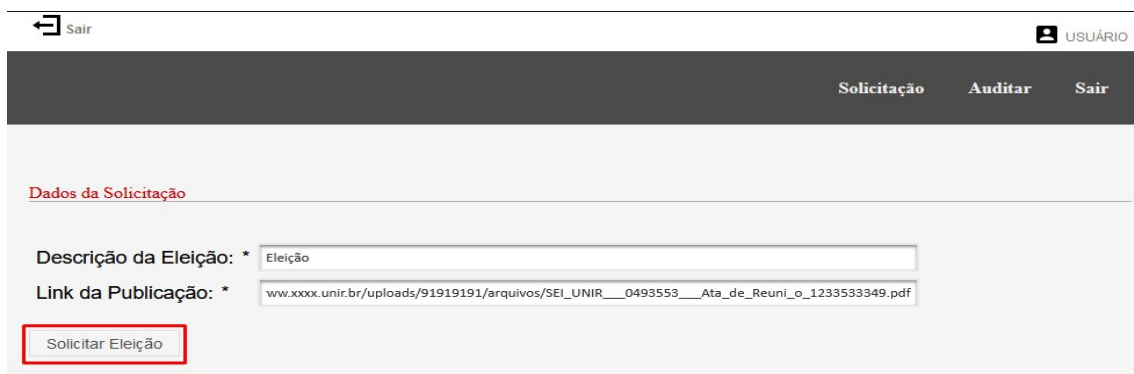 Sair
USUÁRIO
Solicitação Auditar Sair
Dados da Solicitação
Descrição da Eleição: * Eleição
Link da Publicação: * ww.xxxx.unir.br/uploads/91919191/arquivos/SEI_UNIR___0493553___Ata_de_Reuni_o_1233533349.pdf
Solicitar Eleição